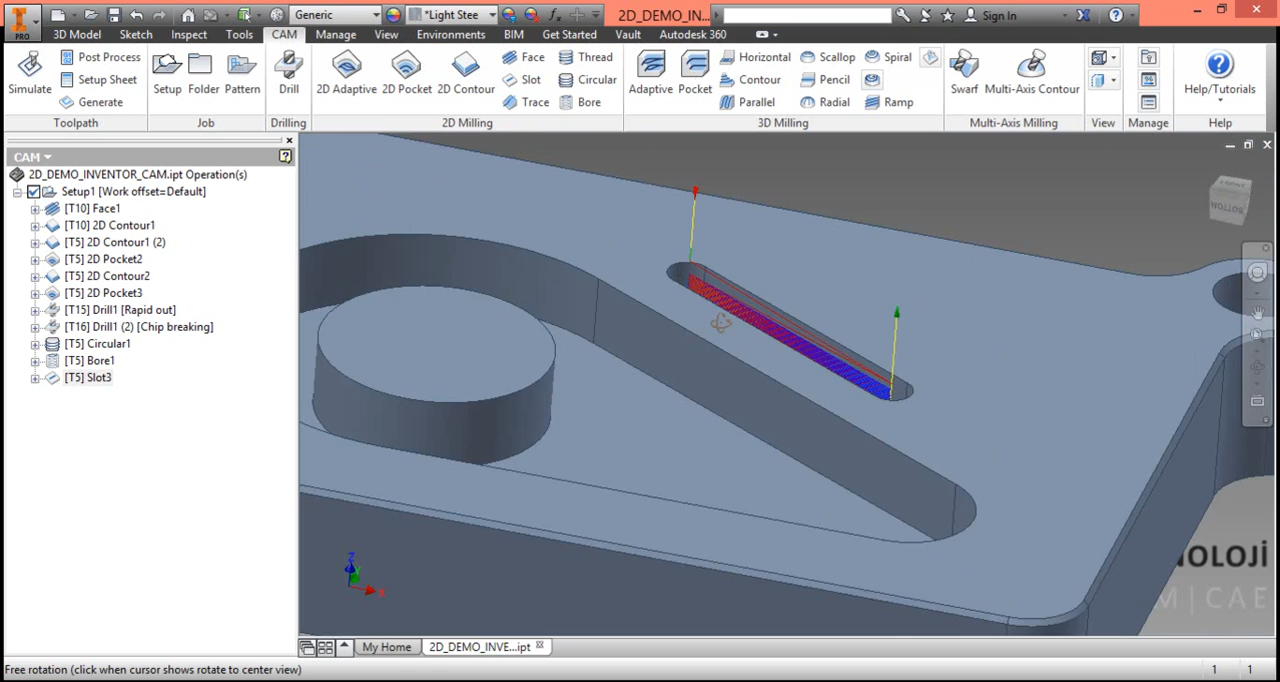 PRO
Generic
*Light Stee
2D_DEMO_IN...
Sign In
3D Model
Sketch
Inspect
Tools
CAM
Manage
View
Environments
BIM
Get Started
Vault
Autodesk 360
Simulate
Post Process
Setup Sheet
Generate
Toolpath
Setup
Folder
Pattern
Job
Drill
Drilling
2D Adaptive
2D Pocket
2D Contour
Face
Slot
Trace
Thread
Circular
Bore
2D Milling
Adaptive
Pocket
Horizontal
Contour
Parallel
Scallop
Pencil
Radial
Spiral
Ramp
3D Milling
Swarf
Multi-Axis Contour
Multi-Axis Milling
View
Manage
Help/Tutorials
Help
CAM
2D_DEMO_INVENTOR_CAM.ipt Operation(s)
Setup1 [Work offset=Default]
[T10] Face1
[T10] 2D Contour1
[T5] 2D Contour1 (2)
[T5] 2D Pocket2
[T5] 2D Contour2
[T5] 2D Pocket3
[T15] Drill1 [Rapid out]
[T16] Drill1 (2) [Chip breaking]
[T5] Circular1
[T5] Bore1
[T5] Slot3
BOTTOM
Z
Y
X
NOLOJİ
M | CAE
My Home
2D_DEMO_INVE...ipt
Free rotation (click when cursor shows rotate to center view)
1
1